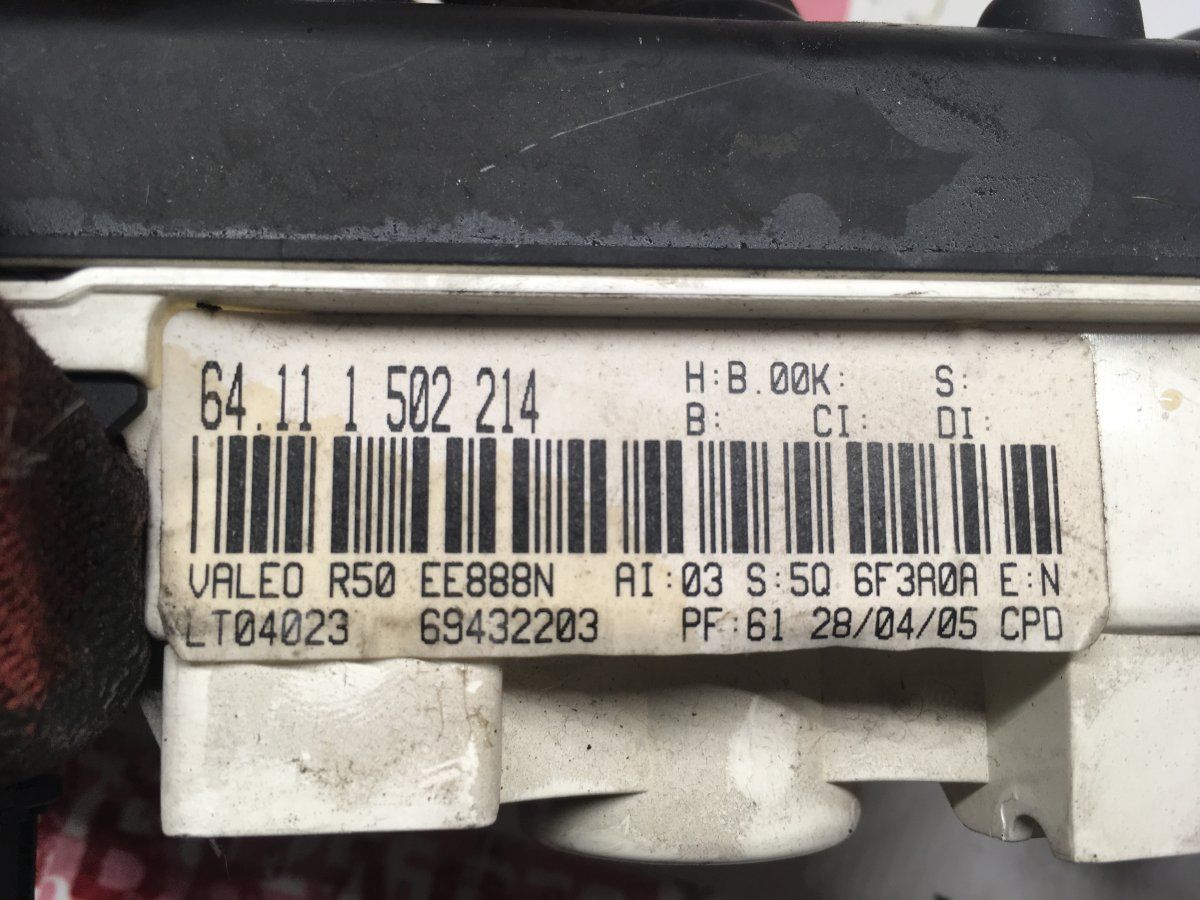 64.11 1 502 214 H:B.00K: S:
B: CI: DI:
VALEO R50 EE888N AI:03 S:5Q 6F3A0A E:N
LT04023 69432203 PF:61 28/04/05 CPD